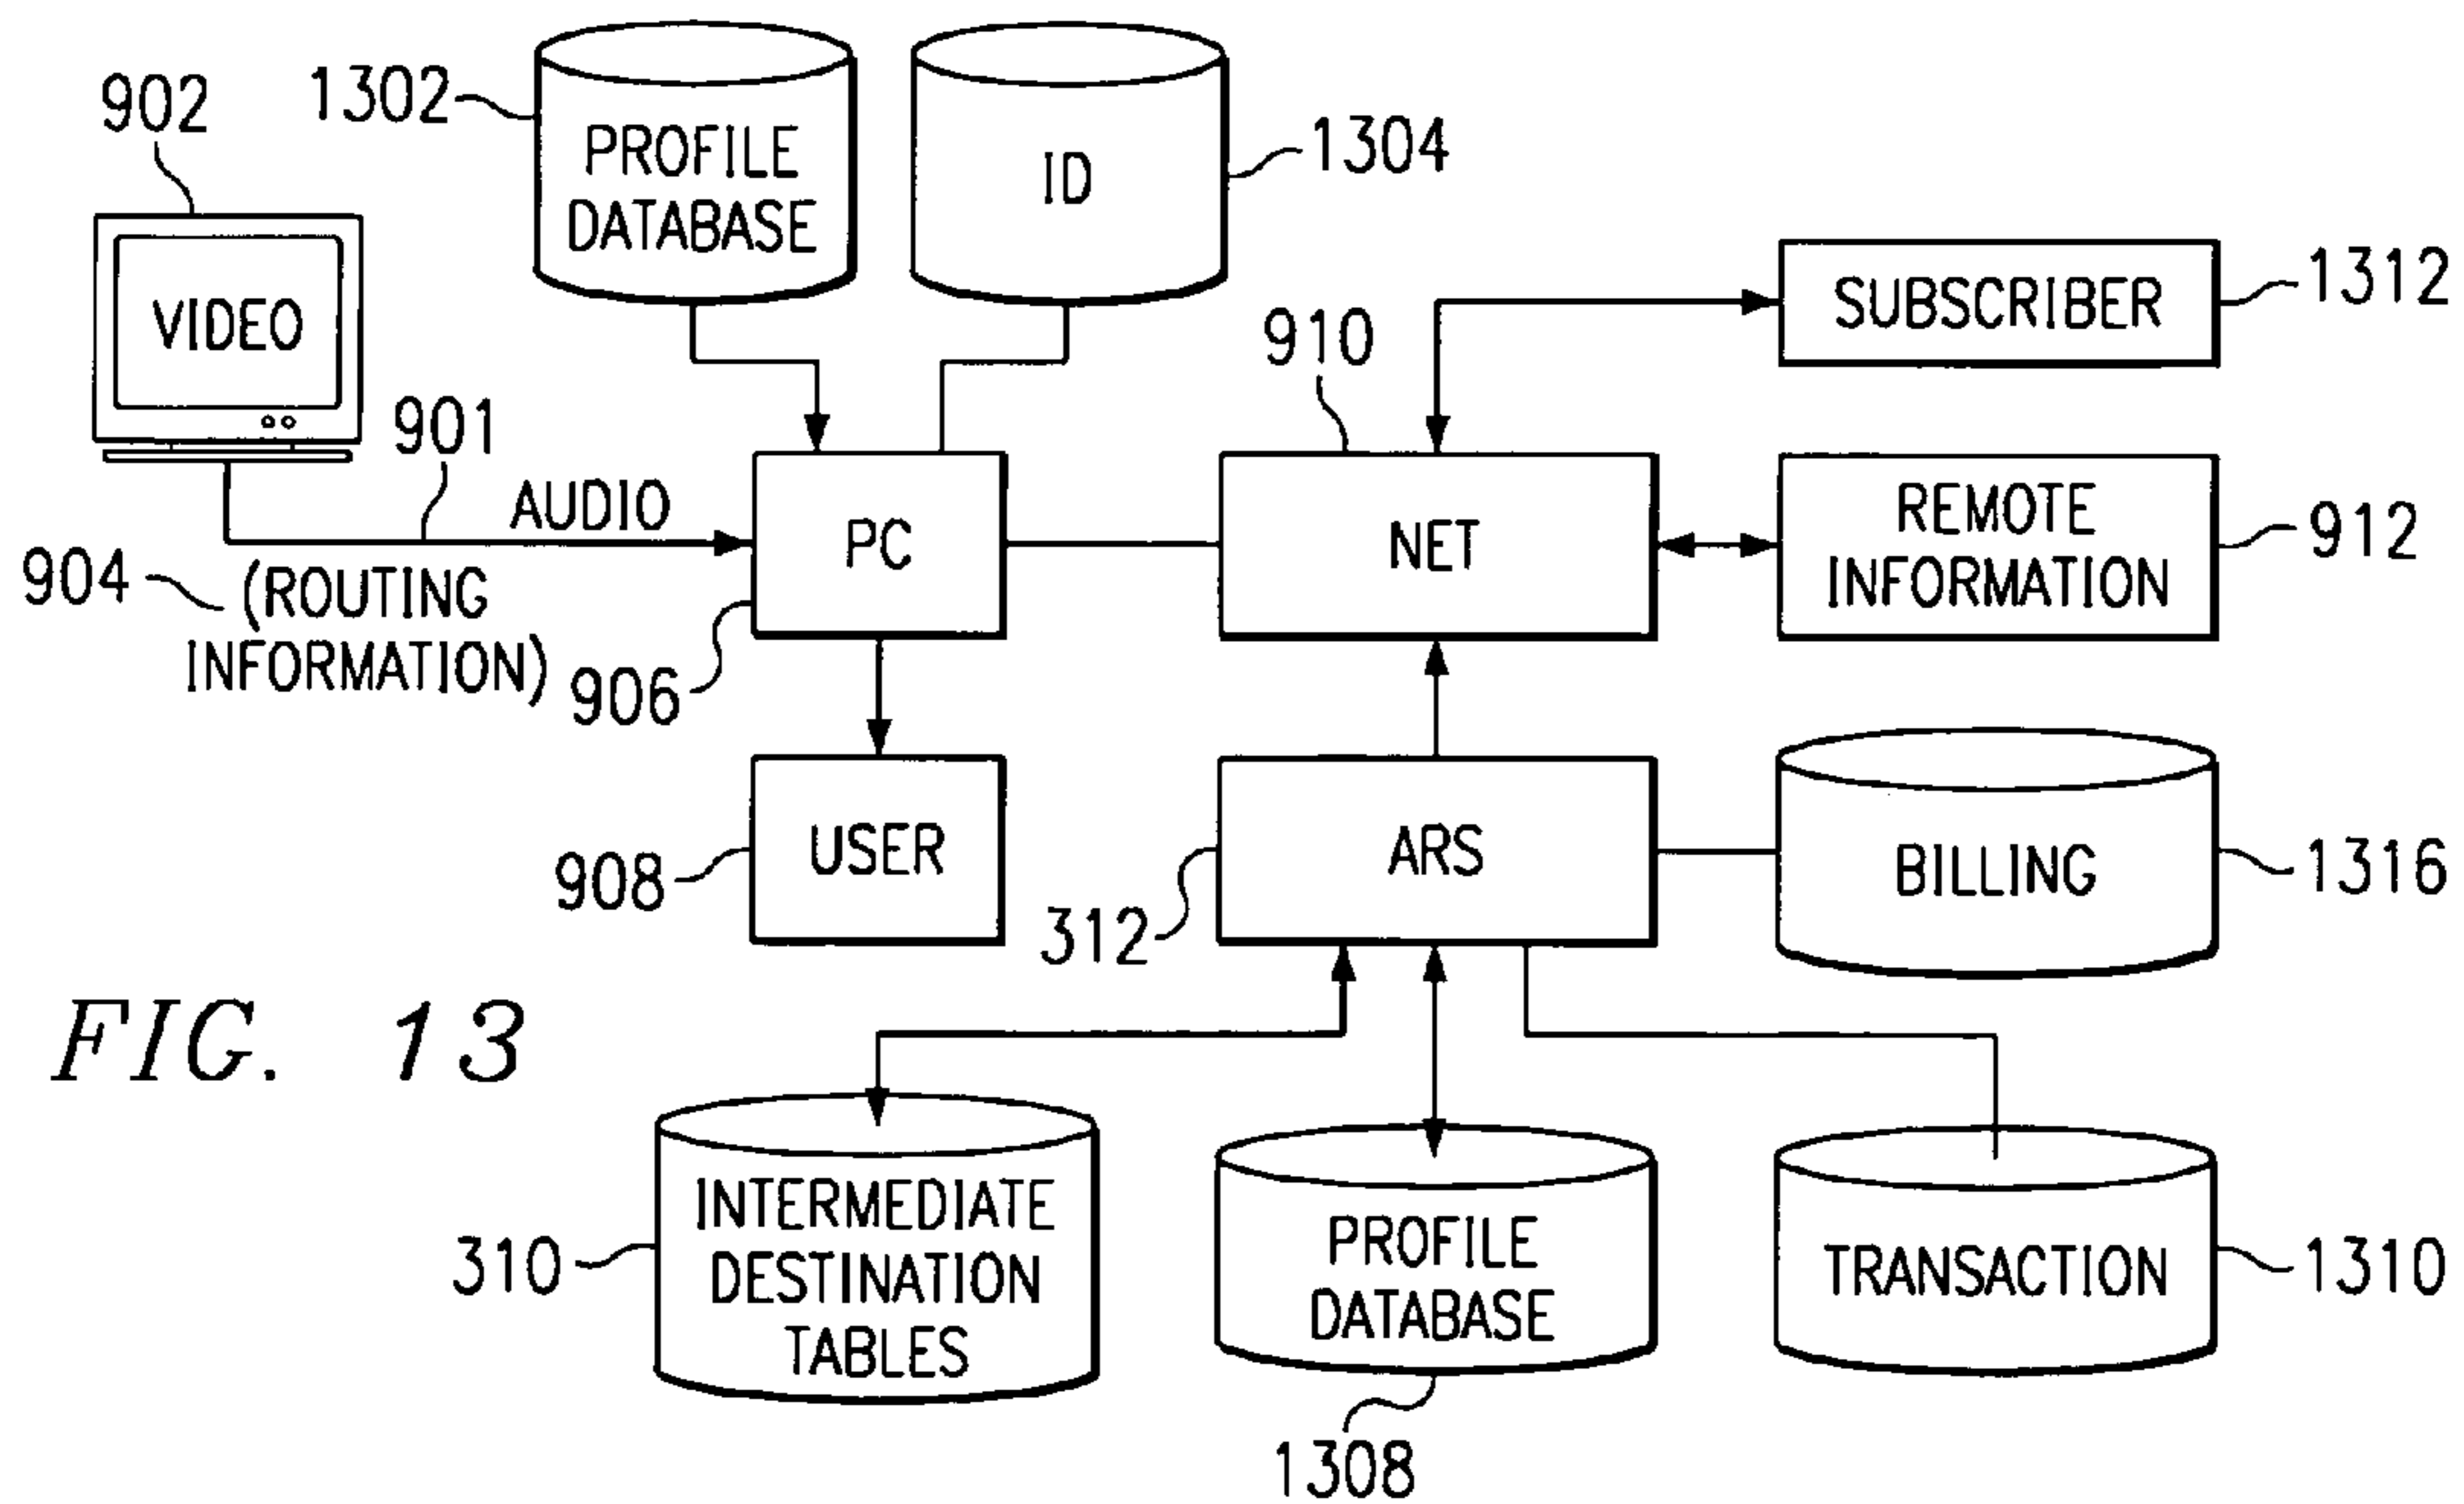 902
1302
PROFILE
DATABASE
ID
1304
VIDEO
SUBSCRIBER
1312
910
901
AUDIO
904
(ROUTING
INFORMATION)
PC
906
NET
REMOTE
INFORMATION
912
USER
908
ARS
312
BILLING
1316
FIG. 13
INTERMEDIATE
DESTINATION
TABLES
310
PROFILE
DATABASE
1308
TRANSACTION
1310